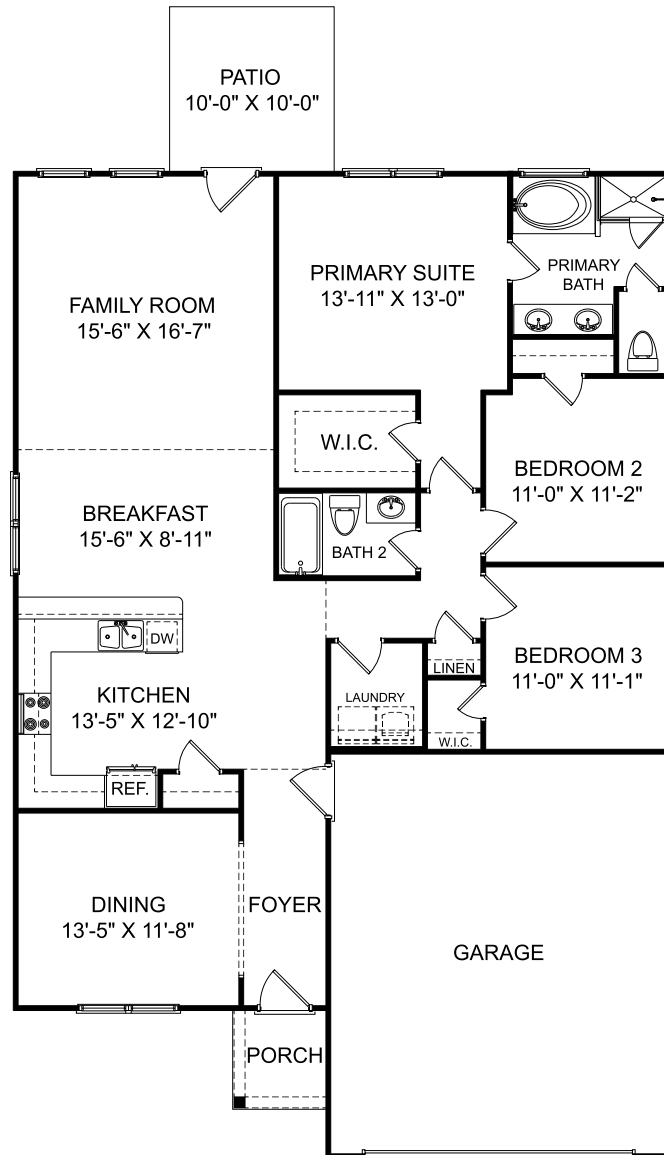 PATIO
10'-0" X 10'-0"
FAMILY ROOM
15'-6" X 16'-7"
PRIMARY SUITE
13'-11" X 13'-0"
PRIMARY
BATH
W.I.C.
BEDROOM 2
11'-0" X 11'-2"
BREAKFAST
15'-6" X 8'-11"
BATH 2
DW
KITCHEN
13'-5" X 12'-10"
REF.
LINEN
LAUNDRY
W.I.C.
BEDROOM 3
11'-0" X 11'-1"
DINING
13'-5" X 11'-8"
FOYER
GARAGE
PORCH